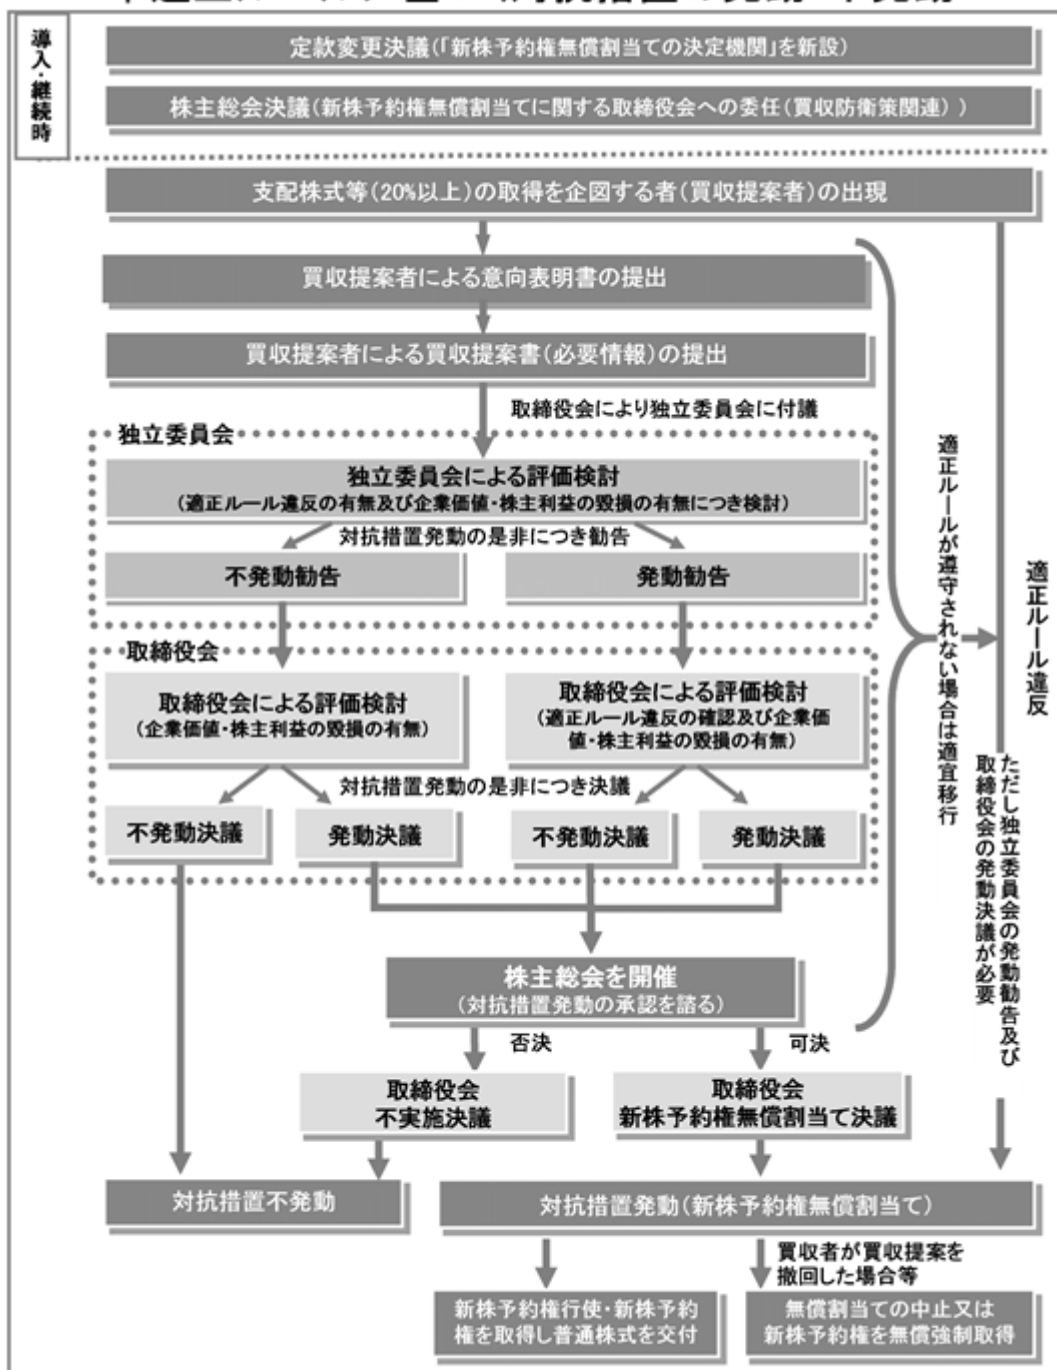 導入・継続時
定款変更決議(「新株予約権無償割当ての決定機関」を新設)
株主総会決議(新株予約権無償割当てに関する取締役会への委任(買収防衛策関連))
支配株式等(20%以上)の取得を企図する者(買収提案者)の出現
買収提案者による意向表明書の提出
買収提案者による買収提案書(必要情報)の提出
取締役会により独立委員会に付議
独立委員会
独立委員会による評価検討
(適正ルール違反の有無及び企業価値・株主利益の毀損の有無につき検討)
対抗措置発動の是非につき勧告
不発動勧告
発動勧告
取締役会
取締役会による評価検討
(企業価値・株主利益の毀損の有無)
取締役会による評価検討
(適正ルール違反の確認及び企業価
値・株主利益の毀損の有無)
対抗措置発動の是非につき決議
不発動決議
発動決議
不発動決議
発動決議
適正ルールが遵守されない場合は適宜移行
適正ルール違反
ただし独立委員会の発動勧告及び
取締役会の発動決議が必要
株主総会を開催
(対抗措置発動の承認を諮る)
否決
可決
取締役会
不実施決議
取締役会
新株予約権無償割当て決議
対抗措置不発動
対抗措置発動(新株予約権無償割当て)
買収者が買収提案を
撤回した場合等
新株予約権行使・新株予約
権を取得し普通株式を交付
無償割当ての中止又は
新株予約権を無償強制取得